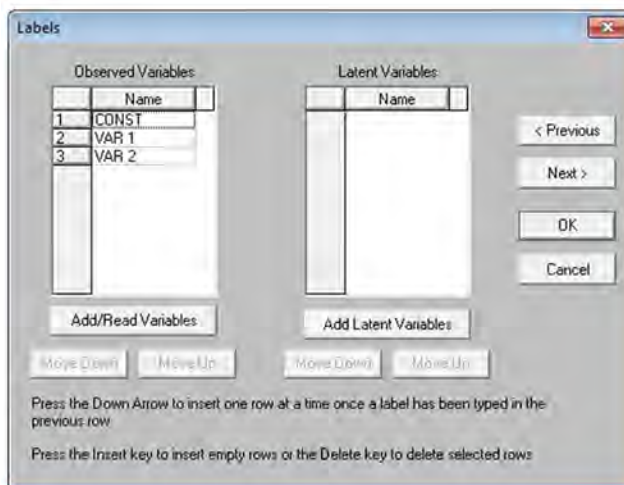 Labels
Observed Variables
Name
1 CONST
2 VAR 1
3 VAR 2
Add/Read Variables
Move Down Move Up
Latent Variables
Name
Add Latent Variables
Move Down Move Up
< Previous
Next >
OK
Cancel
Press the Down Arrow to insert one row at a time once a label has been typed in the
previous row
Press the Insert key to insert empty rows or the Delete key to delete selected rows